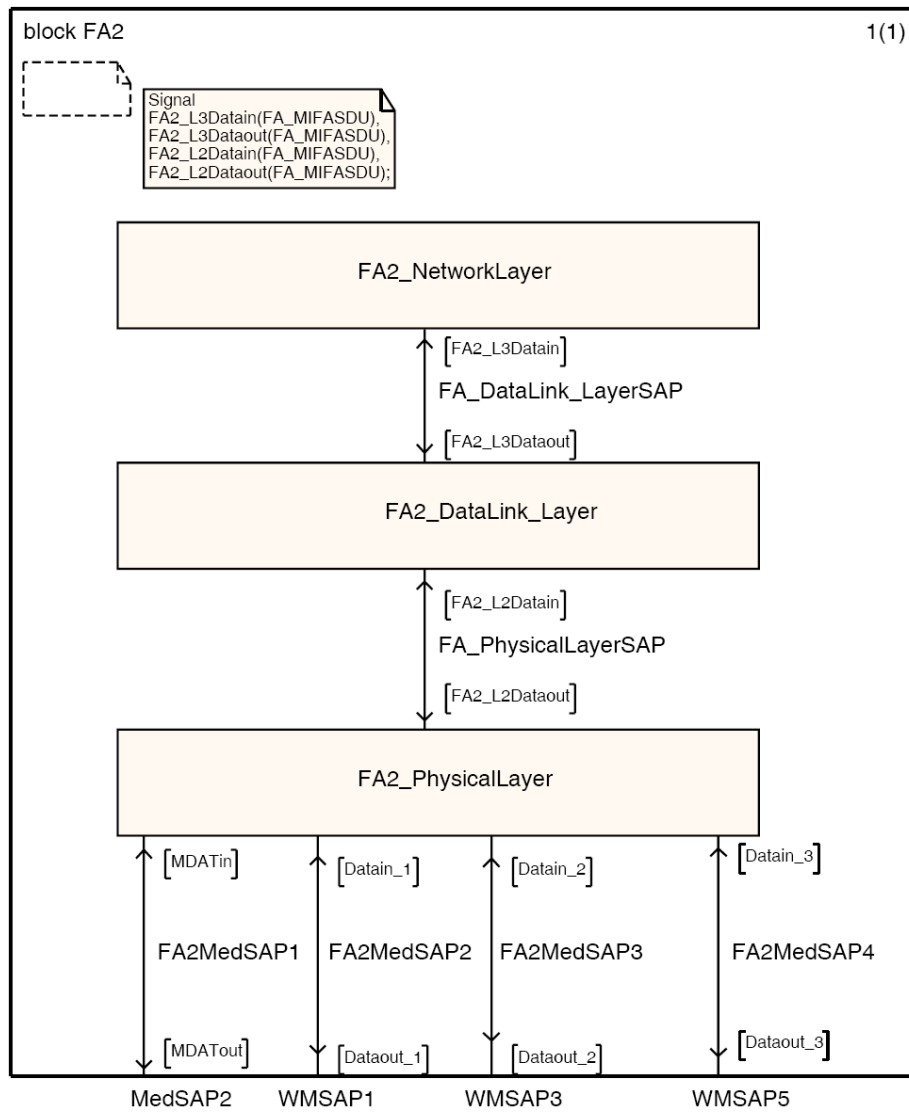 block FA2 1(1)
Signal
FA2_L3Datain(FA_MIFASDU),
FA2_L3Dataout(FA_MIFASDU),
FA2_L2Datain(FA_MIFASDU),
FA2_L2Dataout(FA_MIFASDU);
FA2_NetworkLayer
[FA2_L3Datain]
FA_DataLink_LayerSAP
[FA2_L3Dataout]
FA2_DataLink_Layer
[FA2_L2Datain]
FA_PhysicalLayerSAP
[FA2_L2Dataout]
FA2_PhysicalLayer
[MDATin] [Datain_1] [Datain_2] [Datain_3]
FA2MedSAP1 FA2MedSAP2 FA2MedSAP3 FA2MedSAP4
[MDATout] [Dataout_1] [Dataout_2] [Dataout_3]
MedSAP2 WMSAP1 WMSAP3 WMSAP5